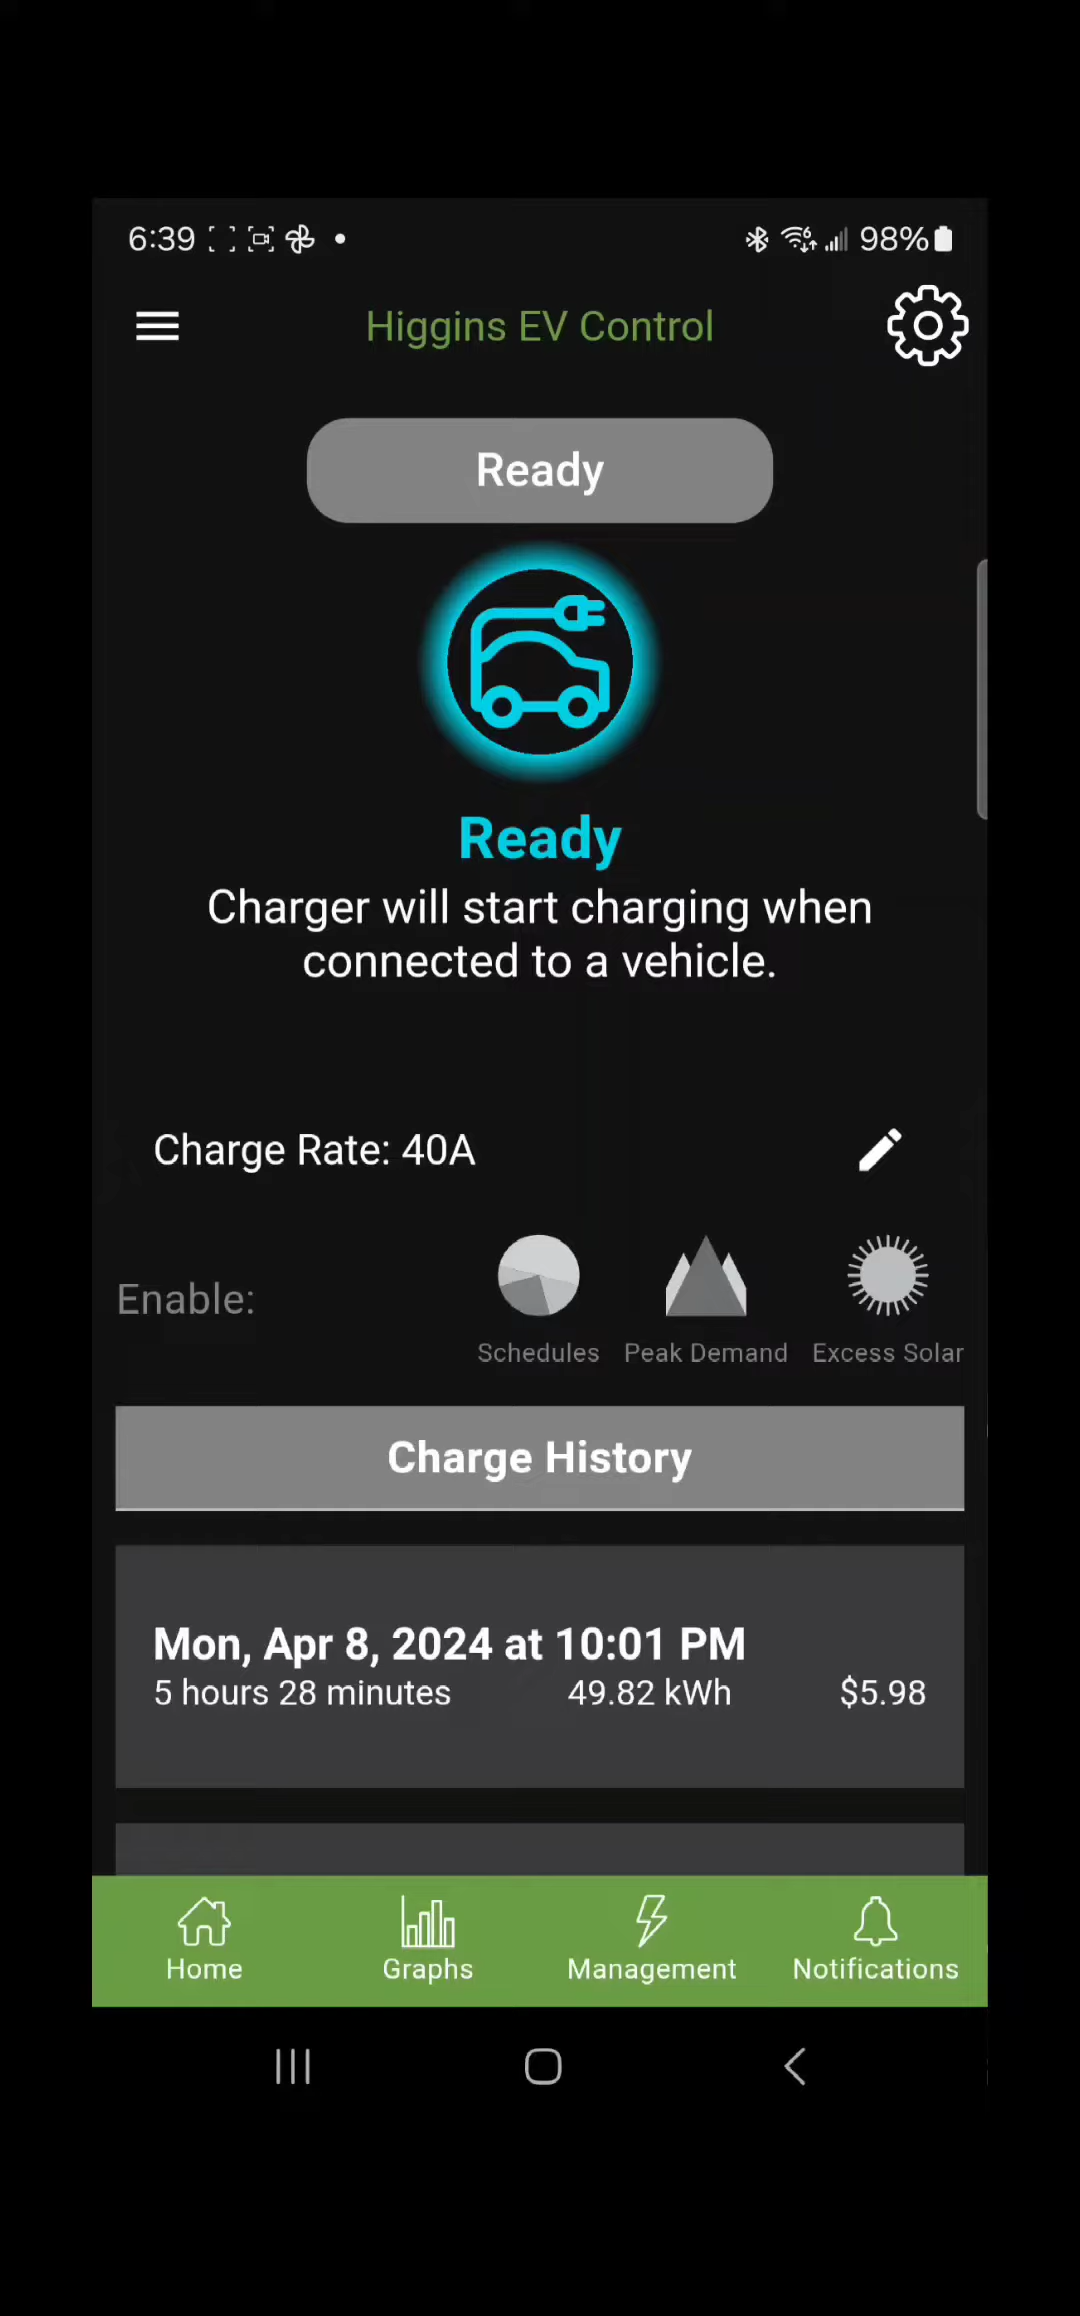 6:39
98%
Higgins EV Control
Ready
Ready
Charger will start charging when
connected to a vehicle.
Charge Rate: 40A
Enable:
Schedules
Peak Demand
Excess Solar
Charge History
Mon, Apr 8, 2024 at 10:01 PM
5 hours 28 minutes 49.82 kWh $5.98
Home
Graphs
Management
Notifications